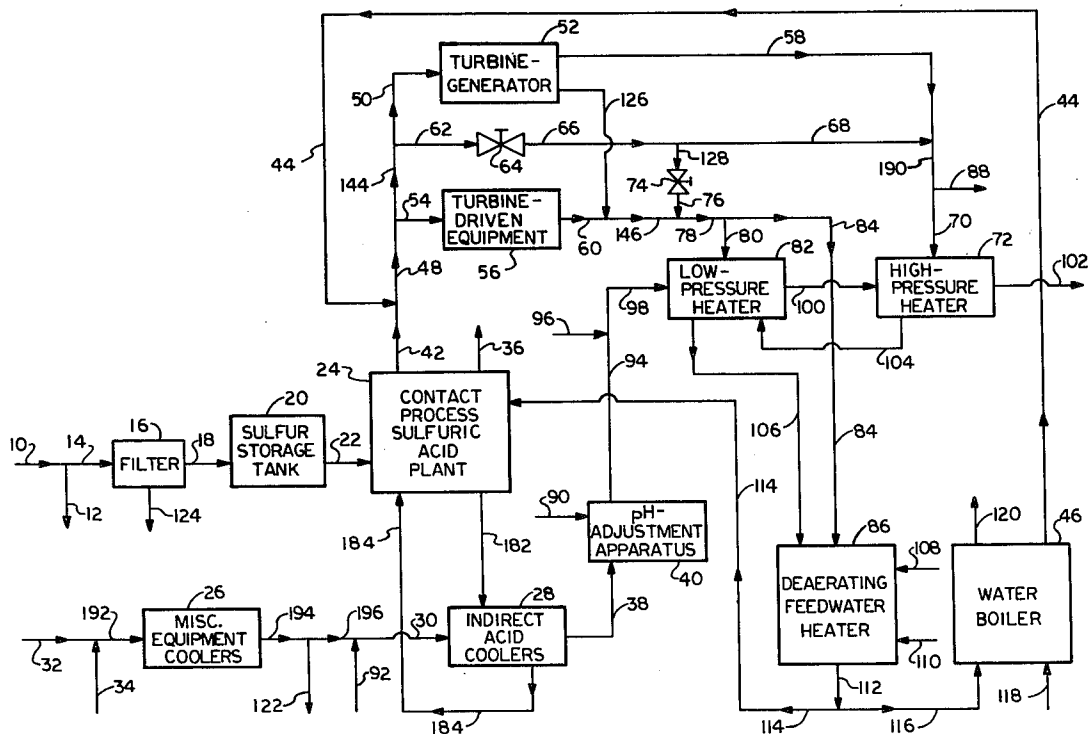 52
58
TURBINE-
GENERATOR
50
126
44
62
66
68
44
64
128
144
74
190
88
54
TURBINE-
DRIVEN
EQUIPMENT
76
84
60
146
78
80
70
56
82
72
48
LOW-
PRESSURE
HEATER
HIGH-
PRESSURE
HEATER
102
98
100
96
42
36
104
24
94
CONTACT
PROCESS
SULFURIC
ACID
PLANT
20
16
SULFUR
STORAGE
TANK
106
84
10
14
18
22
FILTER
114
12
124
90
pH-
ADJUSTMENT
APPARATUS
86
120
46
184
182
40
108
DEAERATING
FEEDWATER
HEATER
WATER
BOILER
26
28
38
192
MISC.
EQUIPMENT
COOLERS
194
196
30
INDIRECT
ACID
COOLERS
32
110
34
122
92
112
118
184
114
116